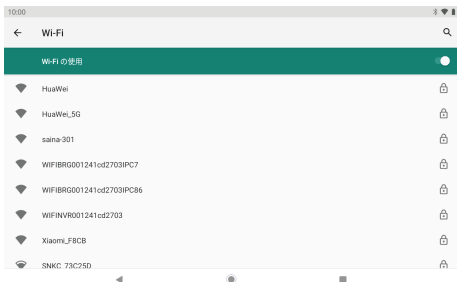 10:00
Wi-Fi
Wi-Fi の使用
HuaWei
HuaWei_5G
saina-301
WIFIBRG001241cd2703IPC7
WIFIBRG001241cd2703IPC86
WIFINVR001241cd2703
Xiaomi_F8CB
SNKC_73C25D